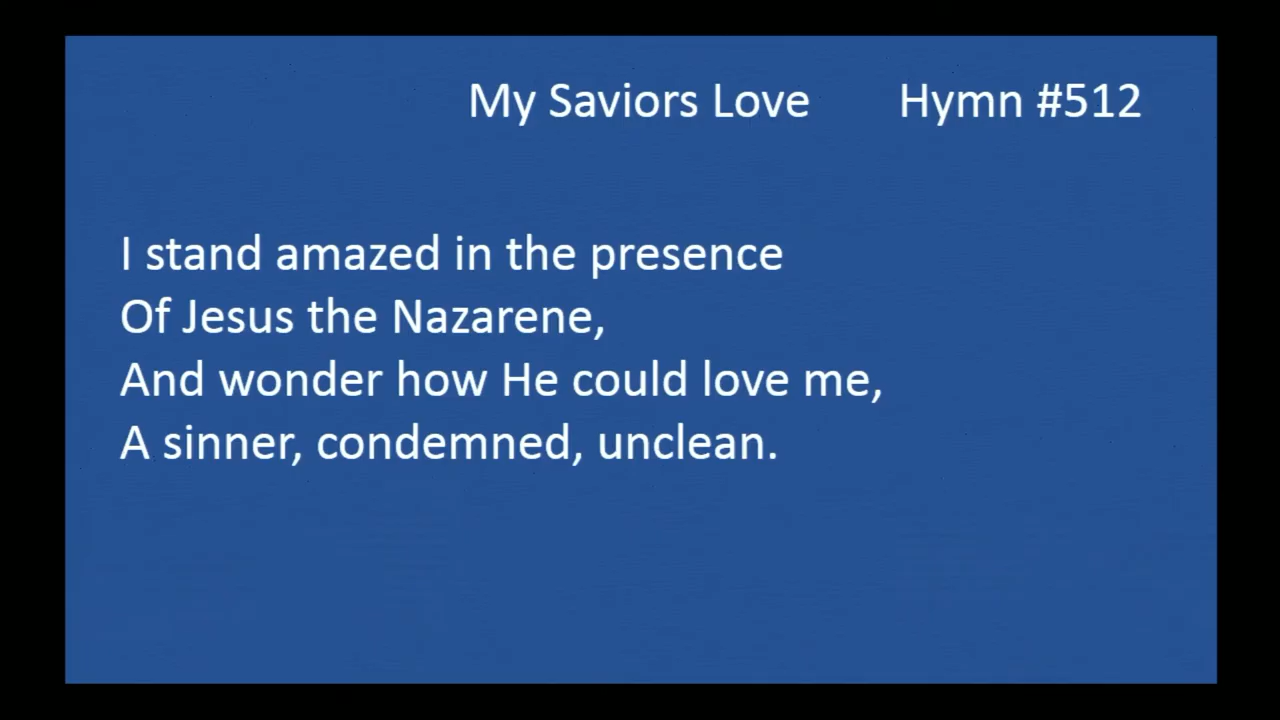 My Saviors Love Hymn #512
I stand amazed in the presence
Of Jesus the Nazarene,
And wonder how He could love me,
A sinner, condemned, unclean.